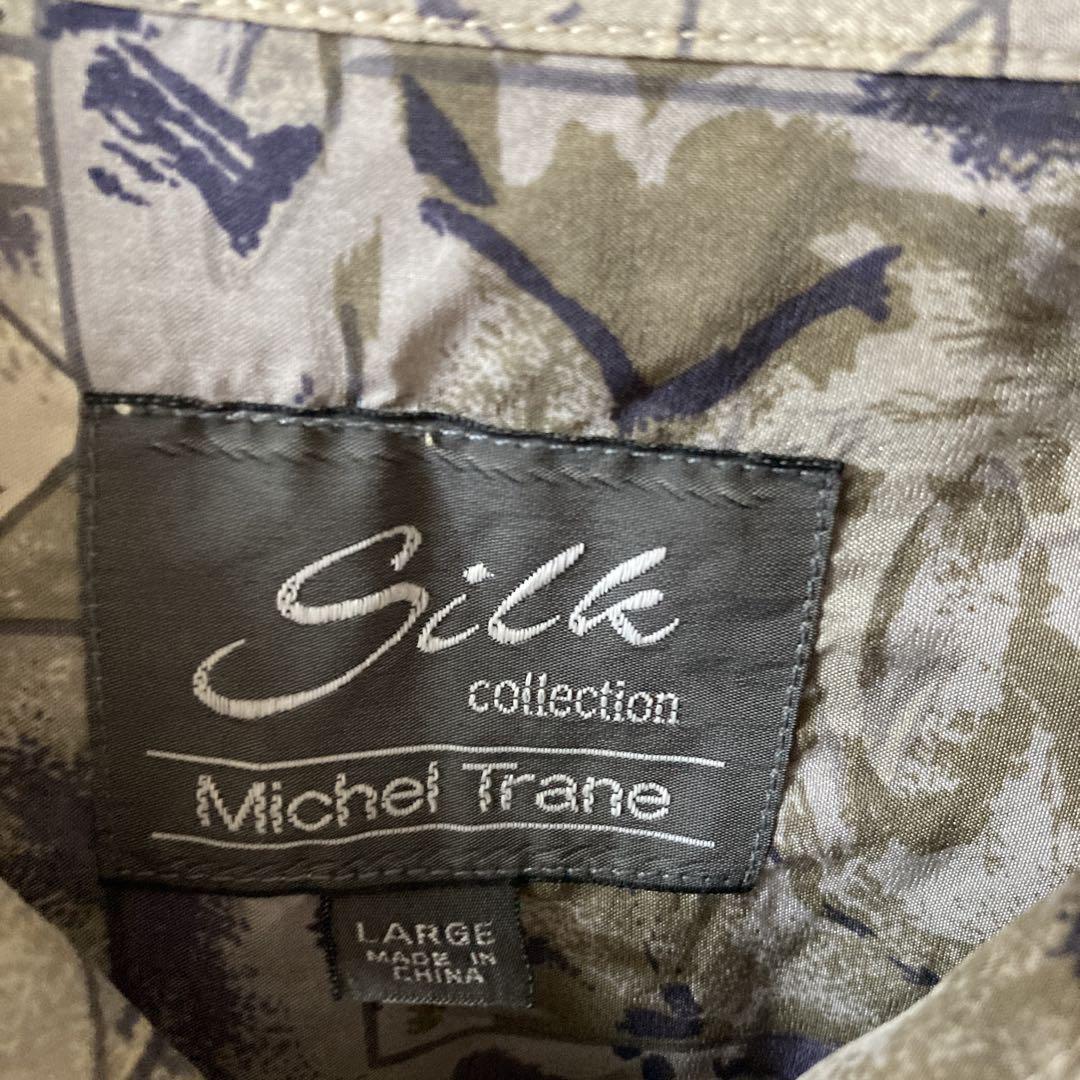 Silk
collection
Michel Trane
LARGE
MADE IN
CHINA